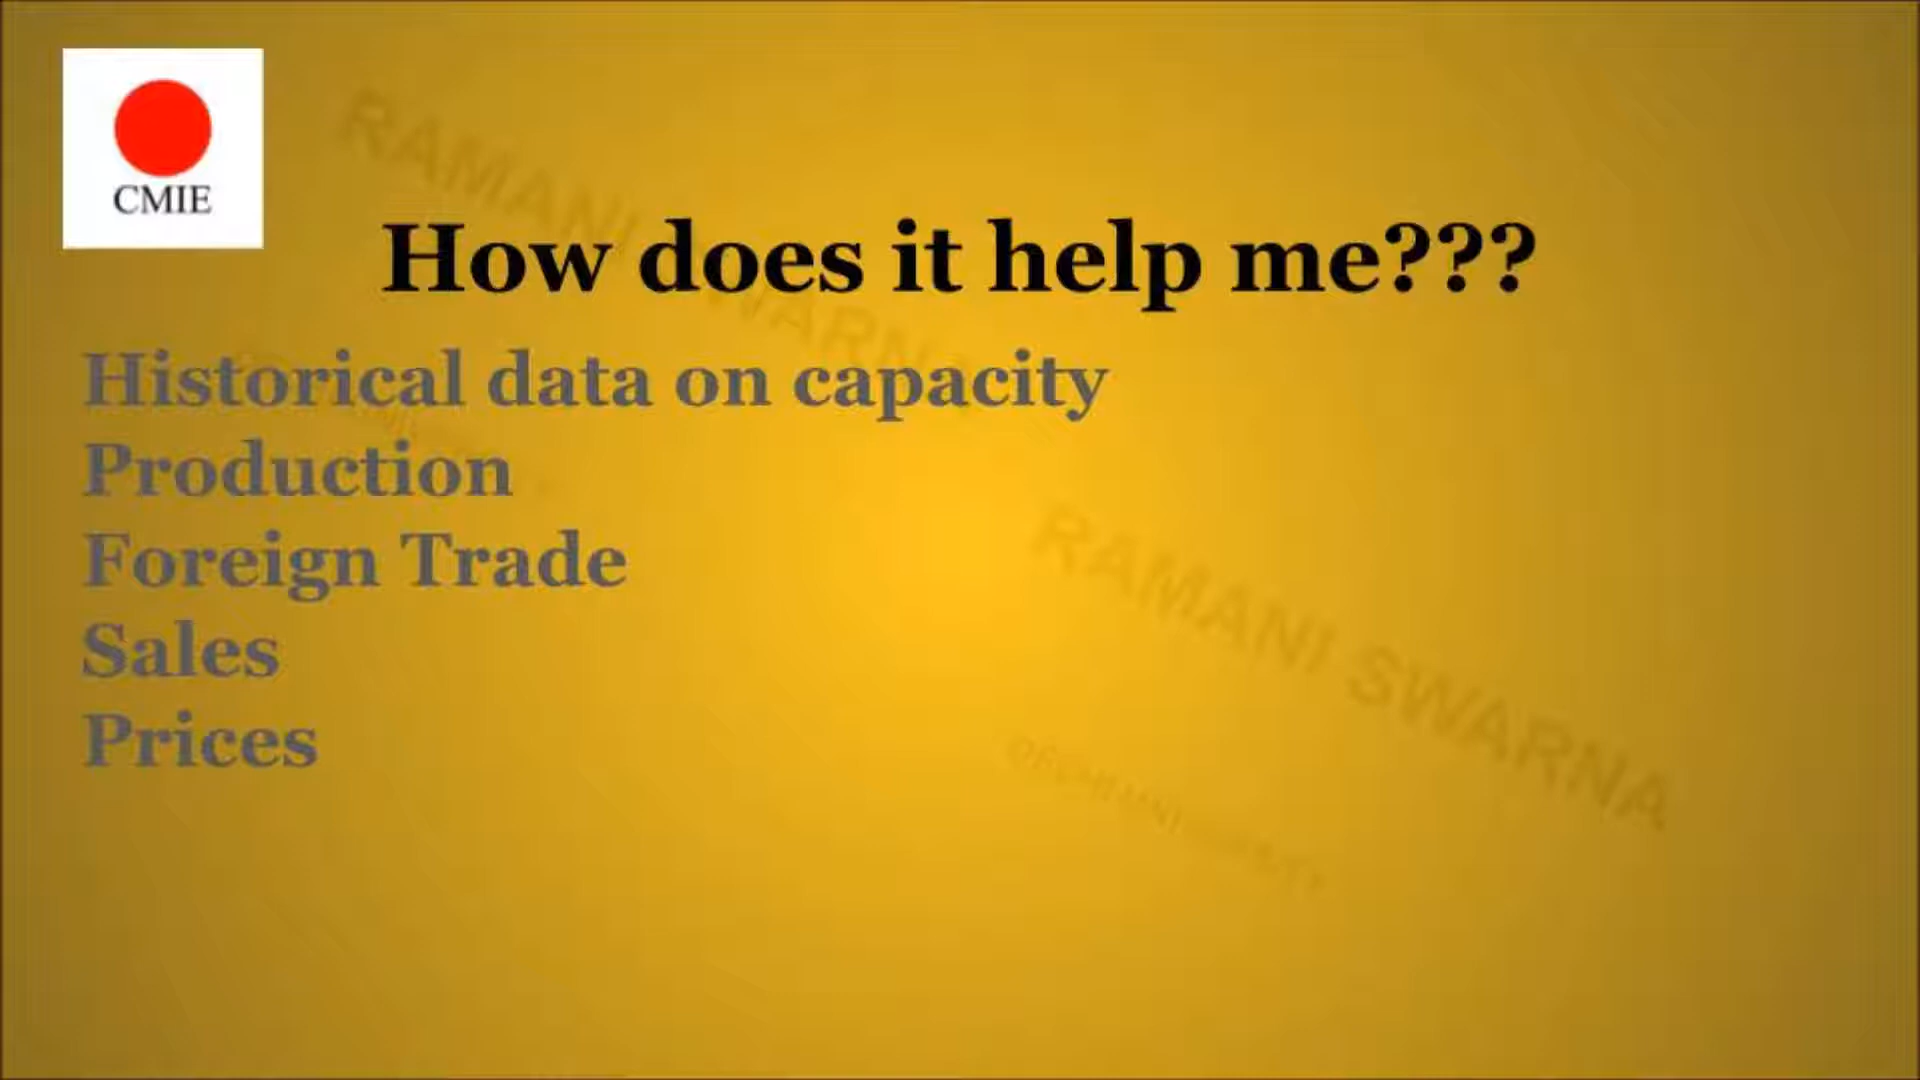 CMIE
RAMANI SWARNA
How does it help me???
Historical data on capacity
Production
Foreign Trade
Sales
Prices
RAMANI SWARNA